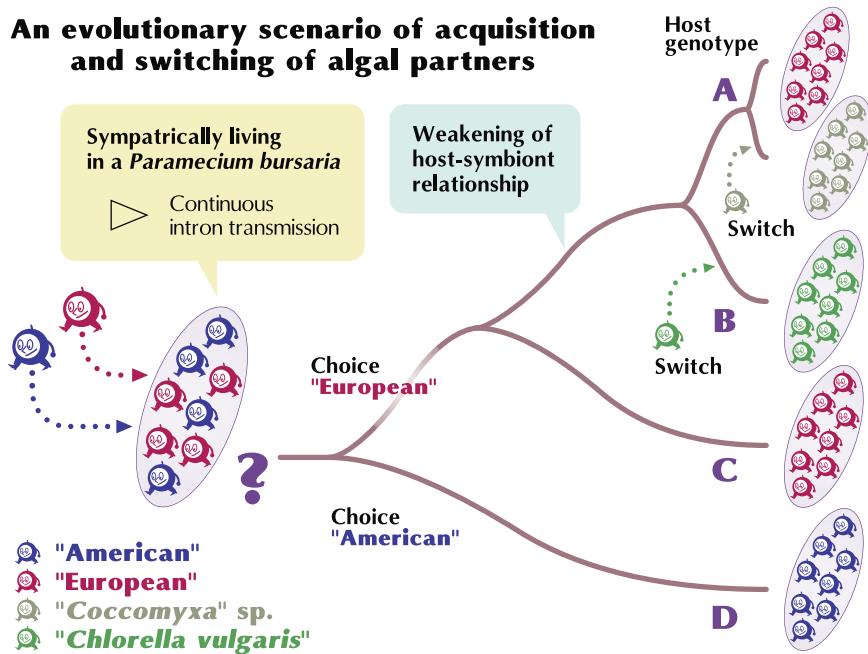 An evolutionary scenario of acquisition
and switching of algal partners
Host
genotype
Sympatrically living
in a Paramecium bursaria
Continuous
intron transmission
Weakening of
host-symbiont
relationship
A
Switch
B
Switch
Choice
"European"
C
?
Choice
"American"
D
"American"
"European"
"Coccomyxa" sp.
"Chlorella vulgaris"